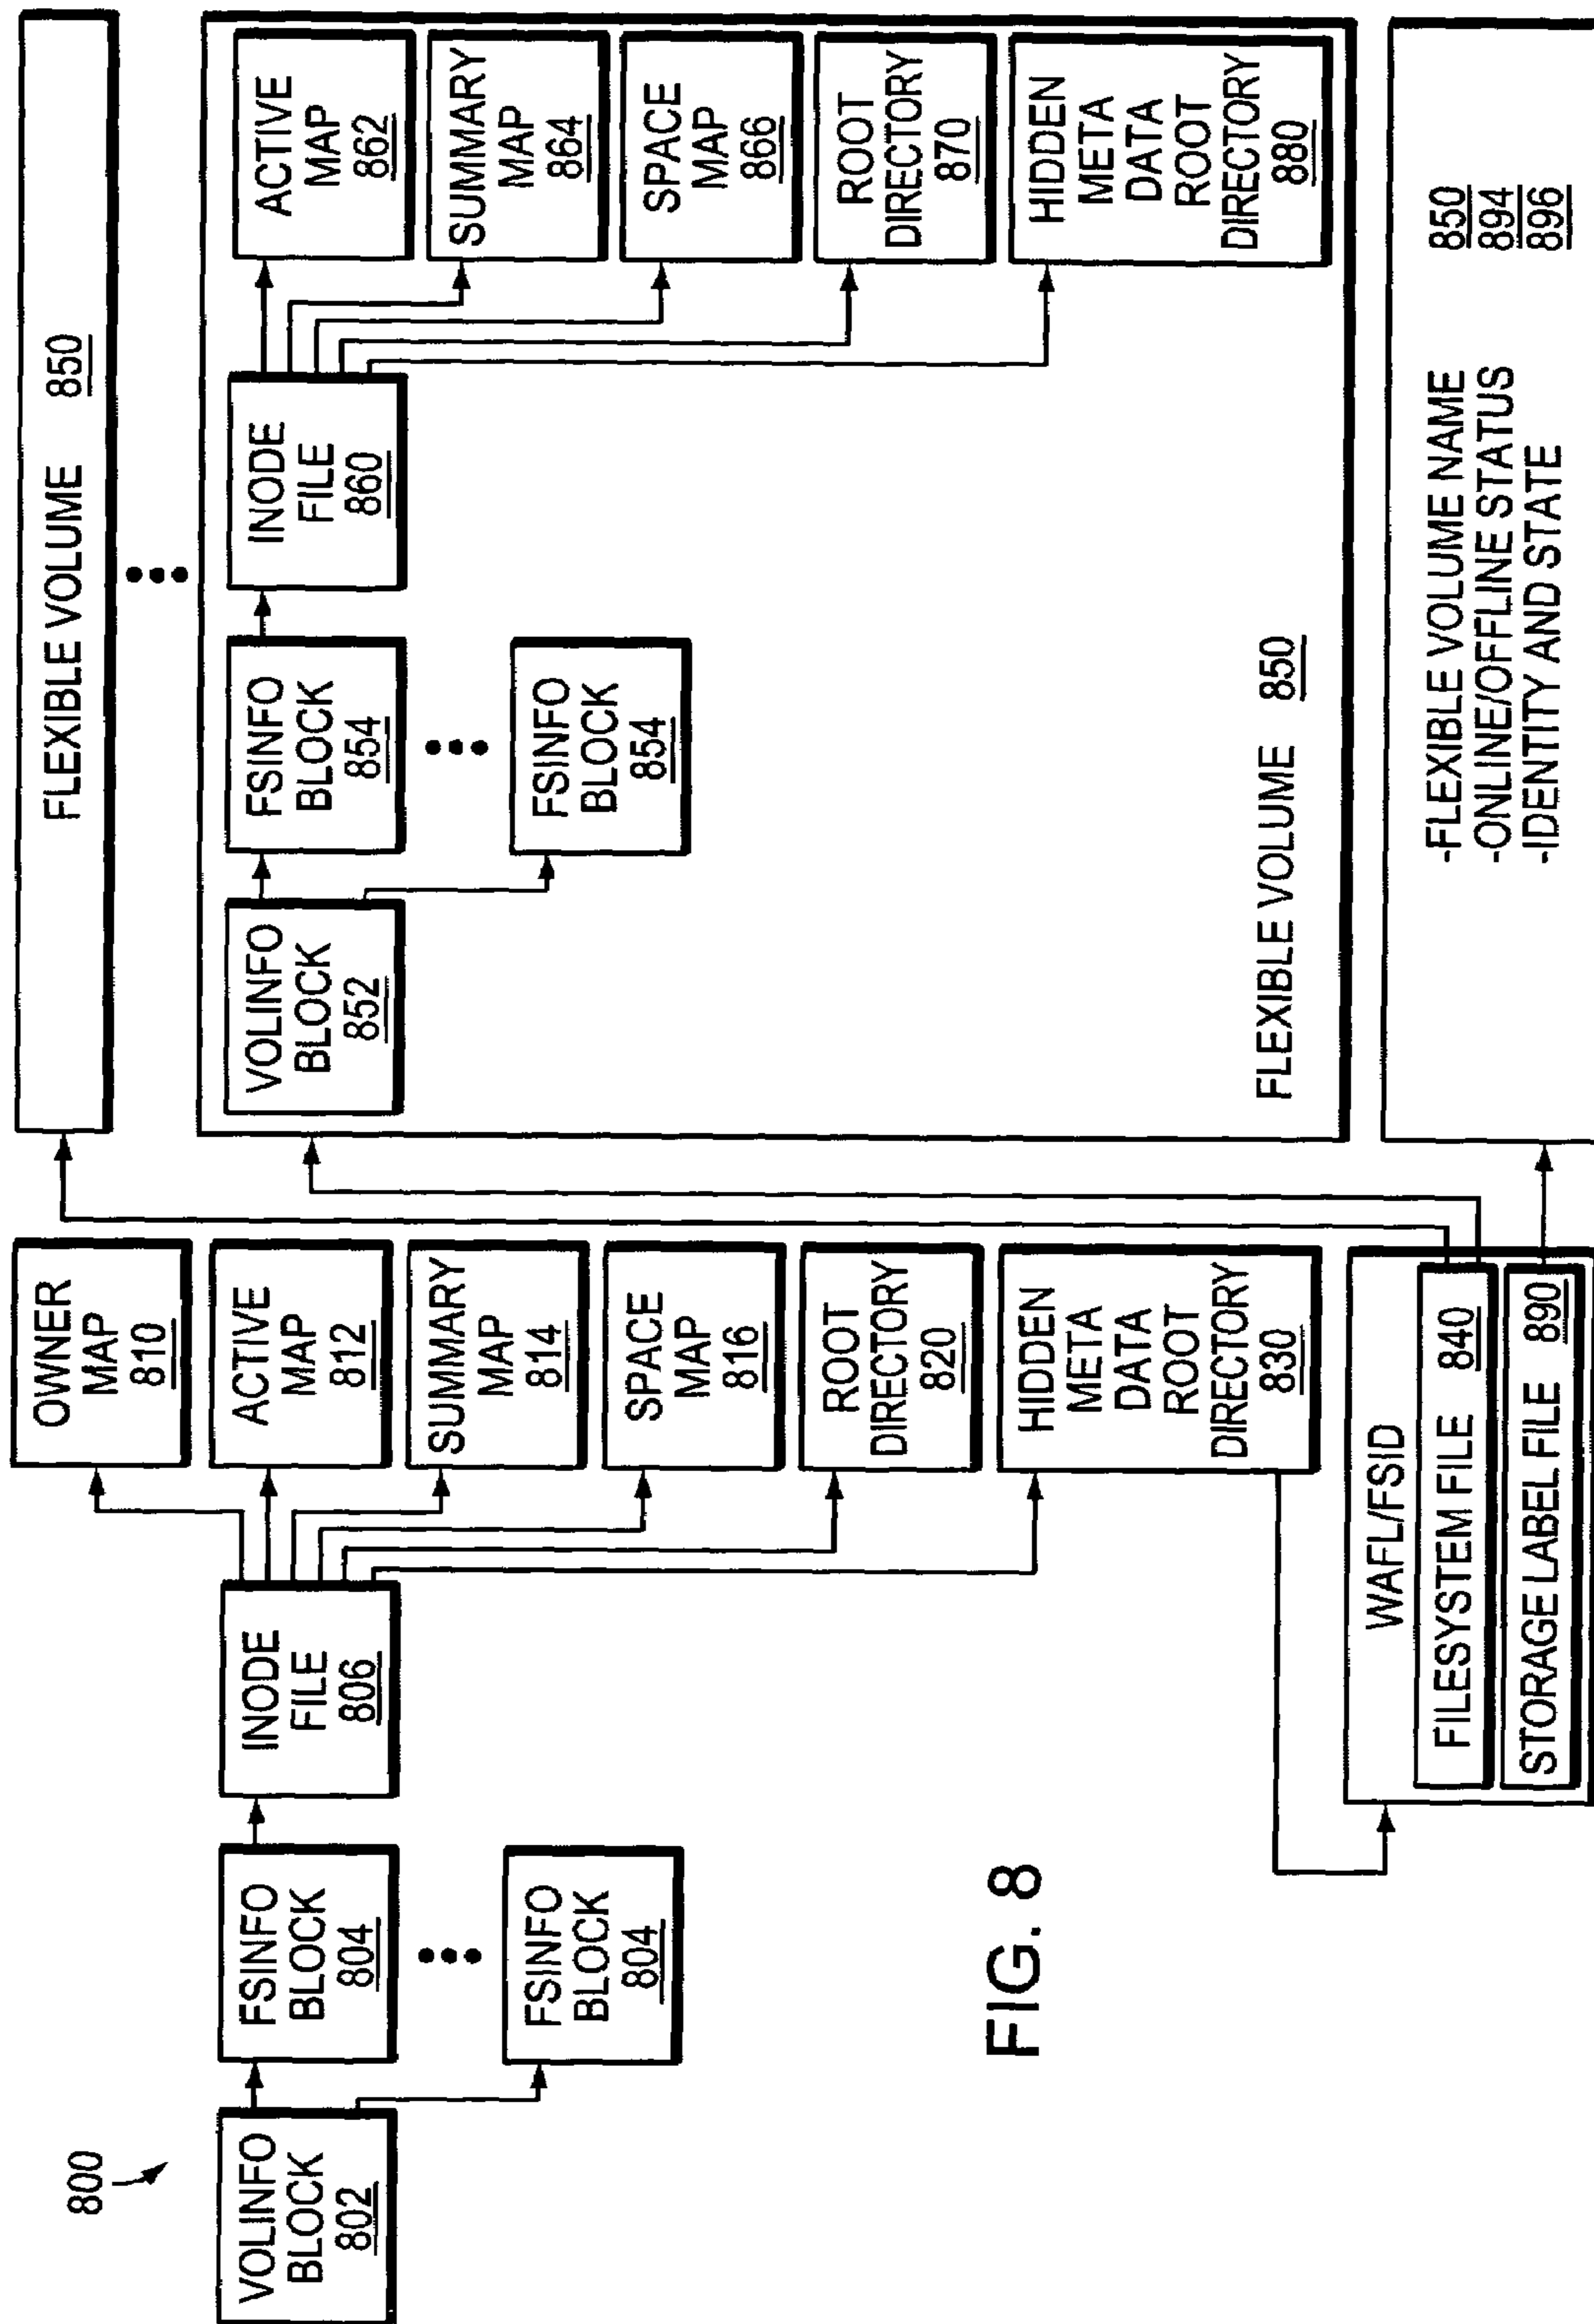 800
VOLINFO
BLOCK
802
FSINFO
BLOCK
804
FSINFO
BLOCK
804
INODE
FILE
806
OWNER
MAP
810
ACTIVE
MAP
812
SUMMARY
MAP
814
SPACE
MAP
816
ROOT
DIRECTORY
820
HIDDEN
META
DATA
ROOT
DIRECTORY
830
WAFL/FSID
FILESYSTEM FILE 840
STORAGE LABEL FILE 890
FLEXIBLE VOLUME 850
VOLINFO
BLOCK
852
FSINFO
BLOCK
854
FSINFO
BLOCK
854
INODE
FILE
860
ACTIVE
MAP
862
SUMMARY
MAP
864
SPACE
MAP
866
ROOT
DIRECTORY
870
HIDDEN
META
DATA
ROOT
DIRECTORY
880
FLEXIBLE VOLUME 850
-FLEXIBLE VOLUME NAME 850
-ONLINE/OFFLINE STATUS 894
-IDENTITY AND STATE 896
FIG. 8